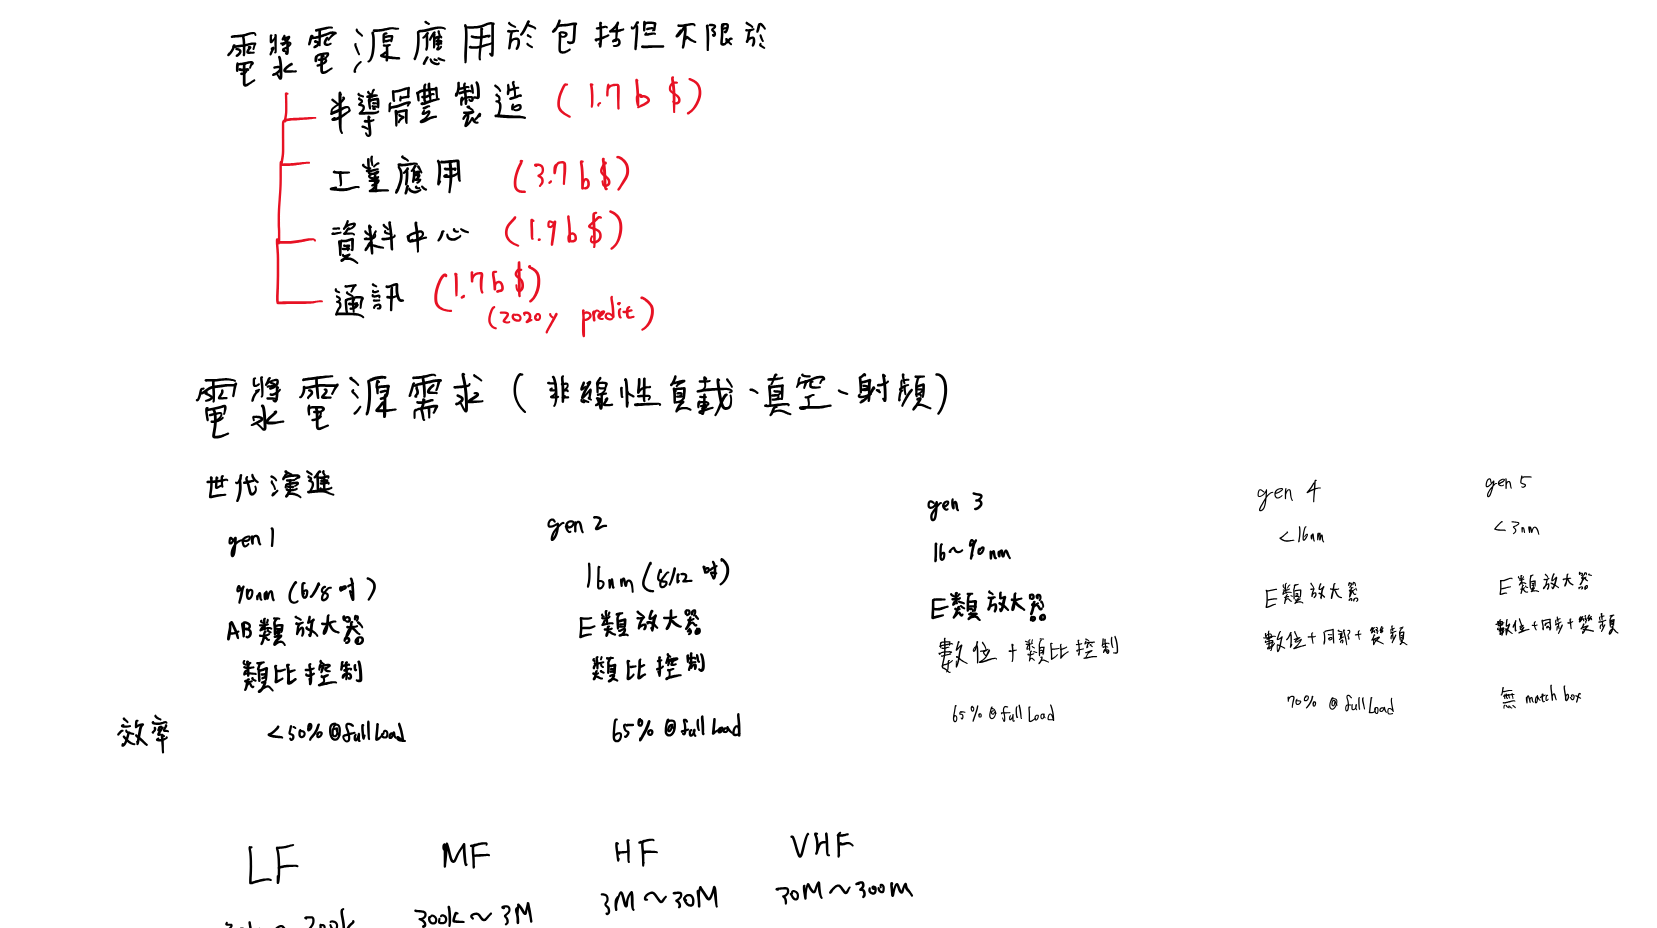 電漿電源應用於包括但不限於
半導體製造 (1.7b$)
工業應用 (3.7b$)
資料中心 (1.9b$)
通訊 (1.7b$)
(2020y predit)
電漿電源需求(非線性負載、真空、射頻)
世代演進
gen 1
90nm (6/8吋)
AB類放大器
類比控制
gen 2
16nm (8/12吋)
E類放大器
類比控制
gen 3
16~90nm
E類放大器
數位+類比控制
gen 4
<16nm
E類放大器
數位+同部+變頻
gen 5
<3nm
E類放大器
數位+同步+變頻
無 match box
效率
<50%@full Load
65% @full Load
65%@full Load
70% @full Load
LF MF HF VHF
300k~3M 3M~30M 30M~300m